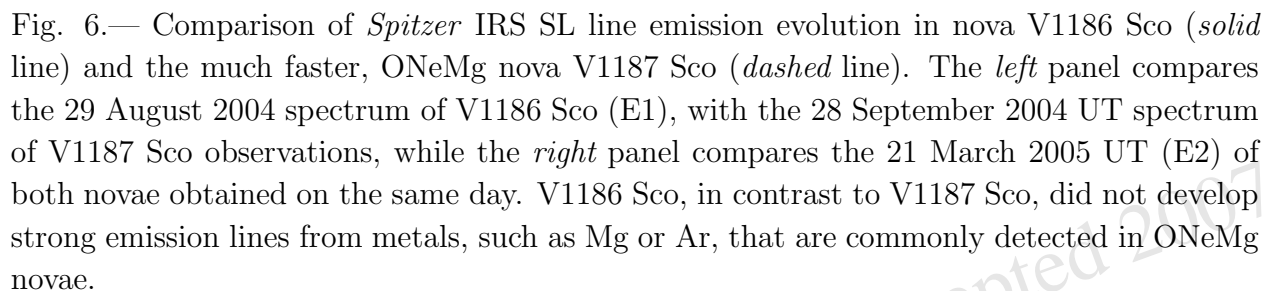 Fig. 6.— Comparison of Spitzer IRS SL line emission evolution in nova V1186 Sco (solid
line) and the much faster, ONeMg nova V1187 Sco (dashed line). The left panel compares
the 29 August 2004 spectrum of V1186 Sco (E1), with the 28 September 2004 UT spectrum
of V1187 Sco observations, while the right panel compares the 21 March 2005 UT (E2) of
both novae obtained on the same day. V1186 Sco, in contrast to V1187 Sco, did not develop
strong emission lines from metals, such as Mg or Ar, that are commonly detected in ONeMg
novae.
2007